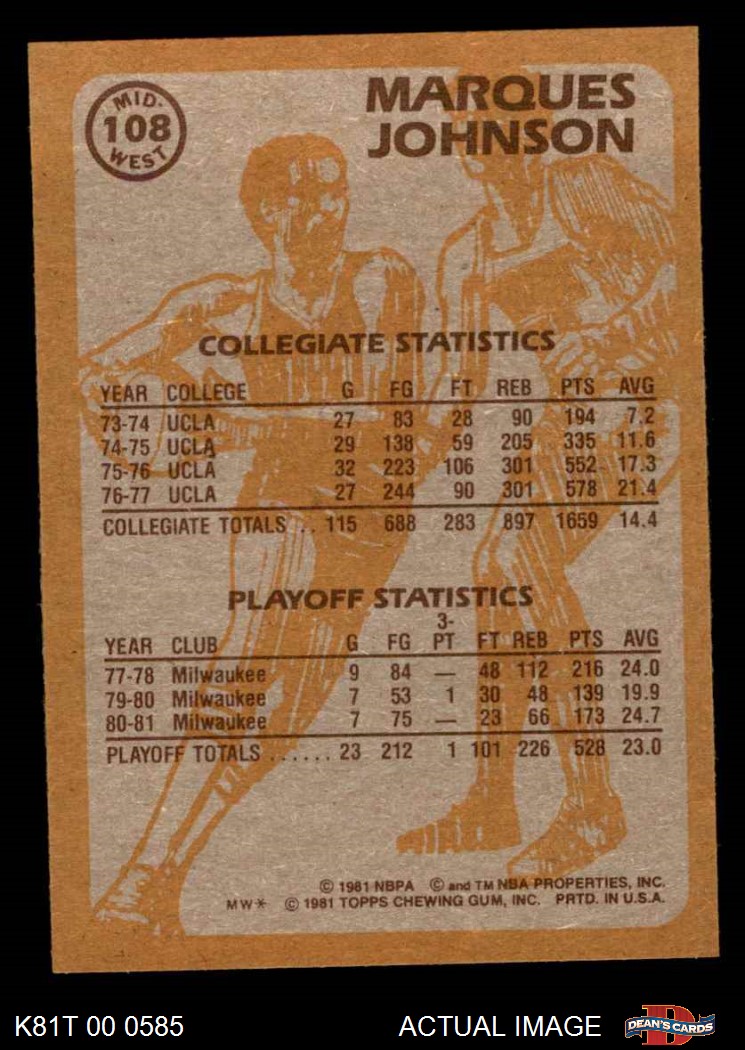 MID-
108
WEST
MARQUES
JOHNSON
COLLEGIATE STATISTICS
YEAR COLLEGE G FG FT REB PTS AVG
73-74 UCLA 27 83 28 90 194 7.2
74-75 UCLA 29 138 59 205 335 11.6
75-76 UCLA 32 223 106 301 552 17.3
76-77 UCLA 27 244 90 301 578 21.4
COLLEGIATE TOTALS .. 115 688 283 897 1659 14.4
PLAYOFF STATISTICS
3-
YEAR CLUB G FG PT FT REB PTS AVG
77-78 Milwaukee 9 84 — 48 112 216 24.0
79-80 Milwaukee 7 53 1 30 48 139 19.9
80-81 Milwaukee 7 75 — 23 66 173 24.7
PLAYOFF TOTALS ...... 23 212 1 101 226 528 23.0
© 1981 NBPA © and TM NBA PROPERTIES, INC.
MW* © 1981 TOPPS CHEWING GUM, INC. PRTD. IN U.S.A.
K81T 00 0585 ACTUAL IMAGE D DEAN'S CARDS